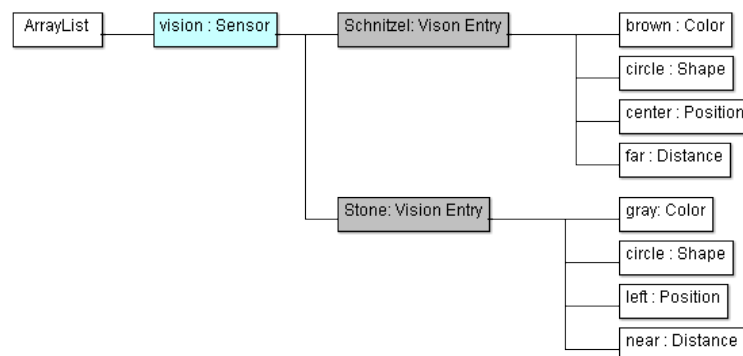 ArrayList
vision : Sensor
Schnitzel: Vison Entry
brown : Color
circle : Shape
center : Position
far : Distance
Stone: Vision Entry
gray: Color
circle : Shape
left : Position
near : Distance